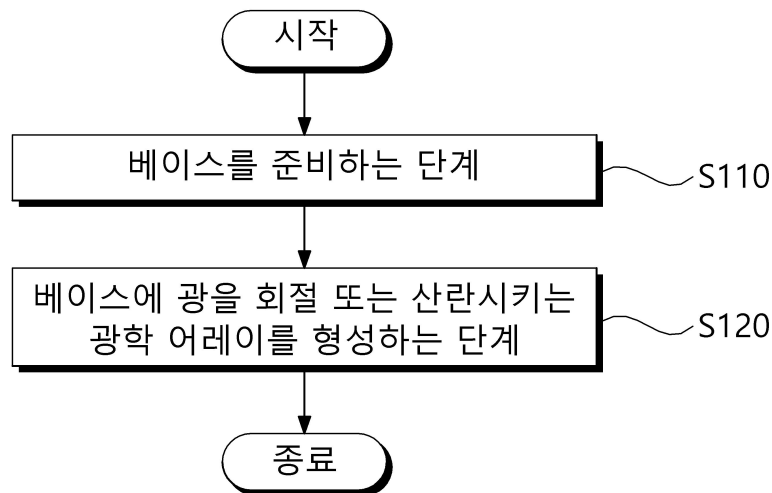 시작
베이스를 준비하는 단계
S110
베이스에 광을 회절 또는 산란시키는
광학 어레이를 형성하는 단계
S120
종료